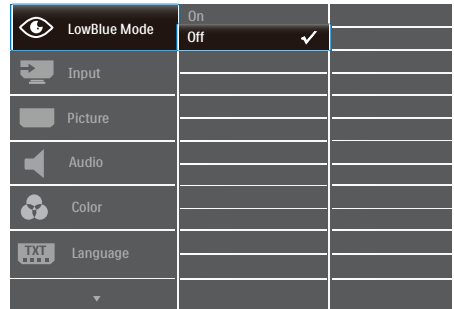 LowBlue Mode
On
Off
Input
Picture
Audio
Color
TXT
Language